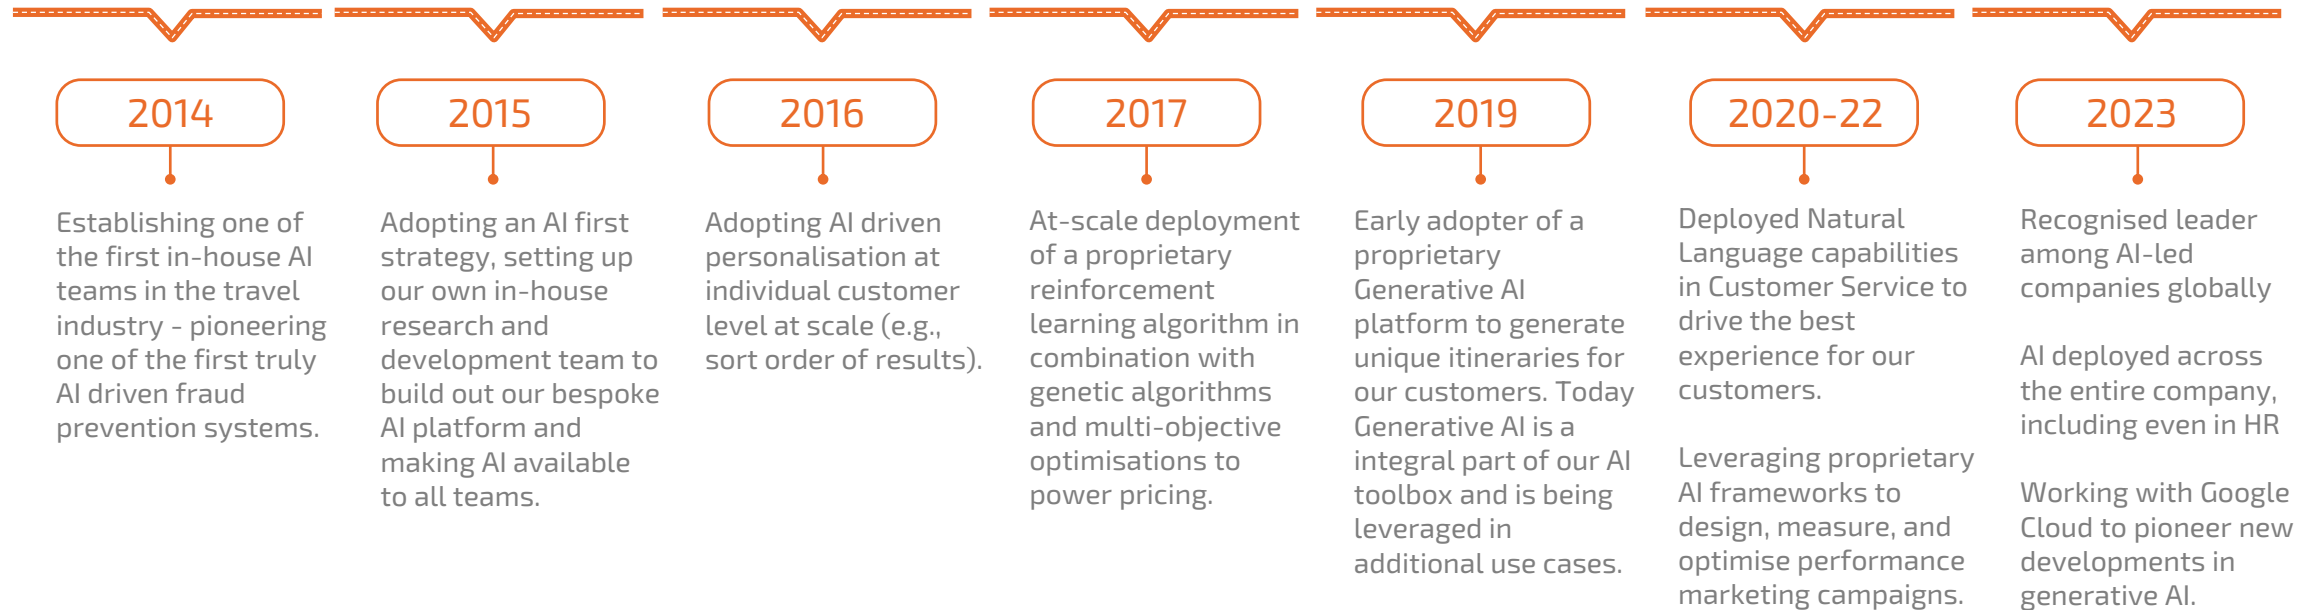 2014
Establishing one of
the first in-house AI
teams in the travel
industry - pioneering
one of the first truly
AI driven fraud
prevention systems.
2015
Adopting an AI first
strategy, setting up
our own in-house
research and
development team to
build out our bespoke
AI platform and
making AI available
to all teams.
2016
Adopting AI driven
personalisation at
individual customer
level at scale (e.g.,
sort order of results).
2017
At-scale deployment
of a proprietary
reinforcement
learning algorithm in
combination with
genetic algorithms
and multi-objective
optimisations to
power pricing.
2019
Early adopter of a
proprietary
Generative AI
platform to generate
unique itineraries for
our customers. Today
Generative AI is a
integral part of our AI
toolbox and is being
leveraged in
additional use cases.
2020-22
Deployed Natural
Language capabilities
in Customer Service to
drive the best
experience for our
customers.
Leveraging proprietary
AI frameworks to
design, measure, and
optimise performance
marketing campaigns.
2023
Recognised leader
among AI-led
companies globally
AI deployed across
the entire company,
including even in HR
Working with Google
Cloud to pioneer new
developments in
generative AI.